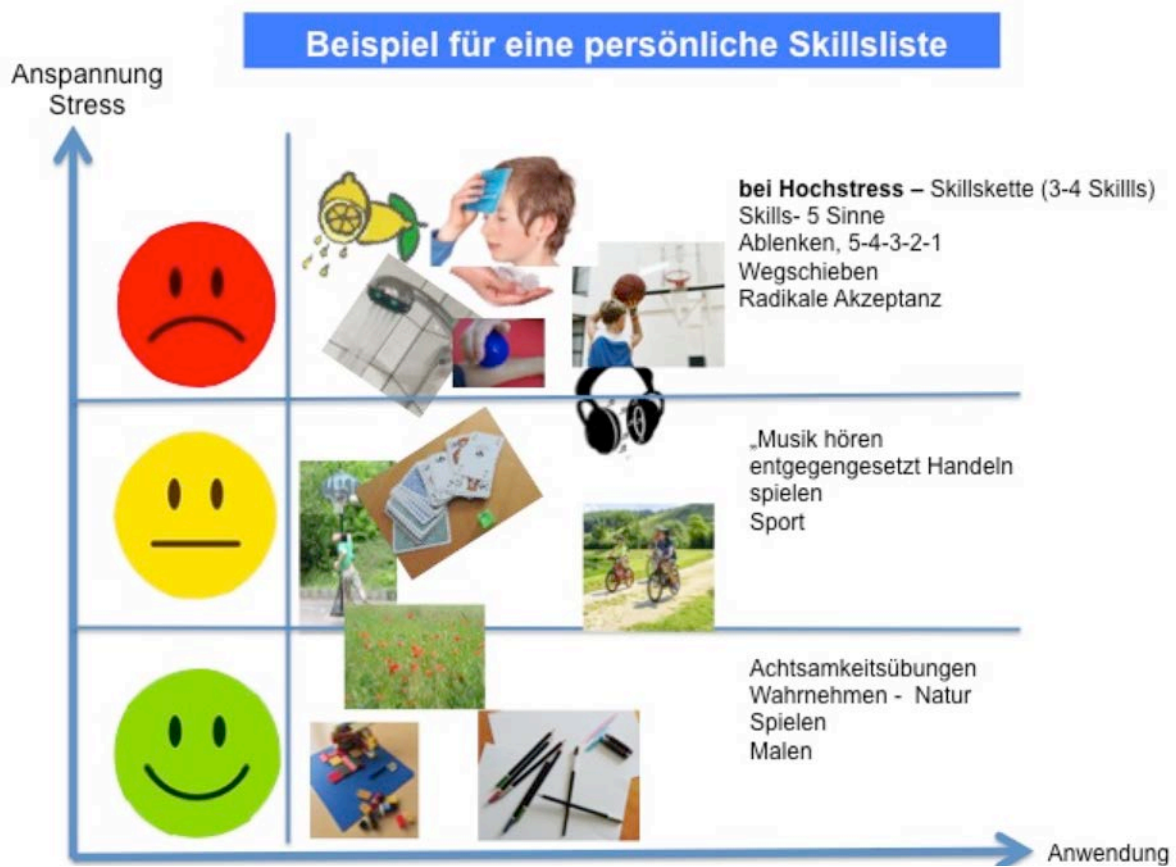 Beispiel für eine persönliche Skillsliste
Anspannung
Stress
bei Hochstress – Skillskette (3-4 Skillls)
Skills- 5 Sinne
Ablenken, 5-4-3-2-1
Wegschieben
Radikale Akzeptanz
„Musik hören
entgegengesetzt Handeln
spielen
Sport
Achtsamkeitsübungen
Wahrnehmen - Natur
Spielen
Malen
Anwendung